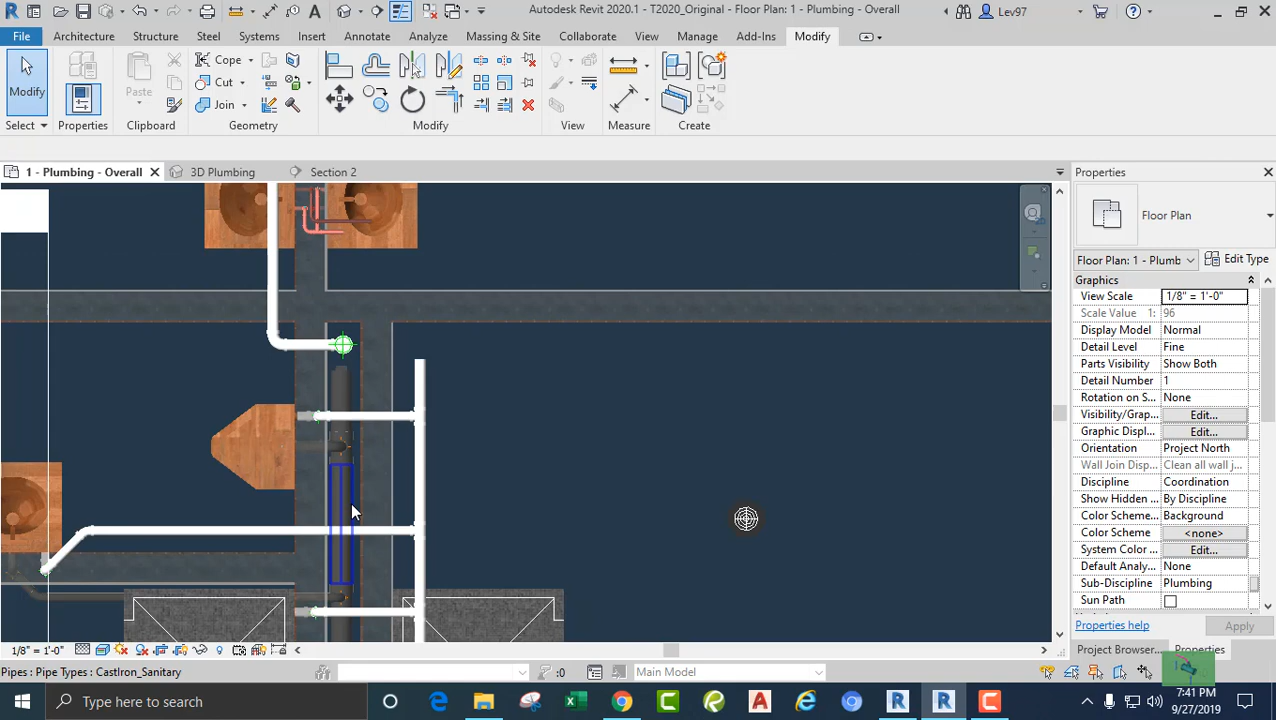 Autodesk Revit 2020.1 - T2020_Original - Floor Plan: 1 - Plumbing - Overall
Lev97
File Architecture Structure Steel Systems Insert Annotate Analyze Massing & Site Collaborate View Manage Add-Ins Modify
Modify
Paste
Cope
Cut
Join
Select Properties Clipboard Geometry Modify View Measure Create
1 - Plumbing - Overall 3D Plumbing Section 2
Properties
Floor Plan
Floor Plan: 1 - Plumb Edit Type
Graphics
View Scale 1/8" = 1'-0"
Scale Value 1: 96
Display Model Normal
Detail Level Fine
Parts Visibility Show Both
Detail Number 1
Rotation on S... None
Visibility/Grap... Edit...
Graphic Displ... Edit...
Orientation Project North
Wall Join Disp... Clean all wall j...
Discipline Coordination
Show Hidden ... By Discipline
Color Scheme... Background
Color Scheme <none>
System Color ... Edit...
Default Analy... None
Sub-Discipline Plumbing
Sun Path
Properties help Apply
Project Browser... Properties
1/8" = 1'-0"
Pipes : Pipe Types : CastIron_Sanitary
:0
Main Model
Type here to search
7:41 PM
9/27/2019